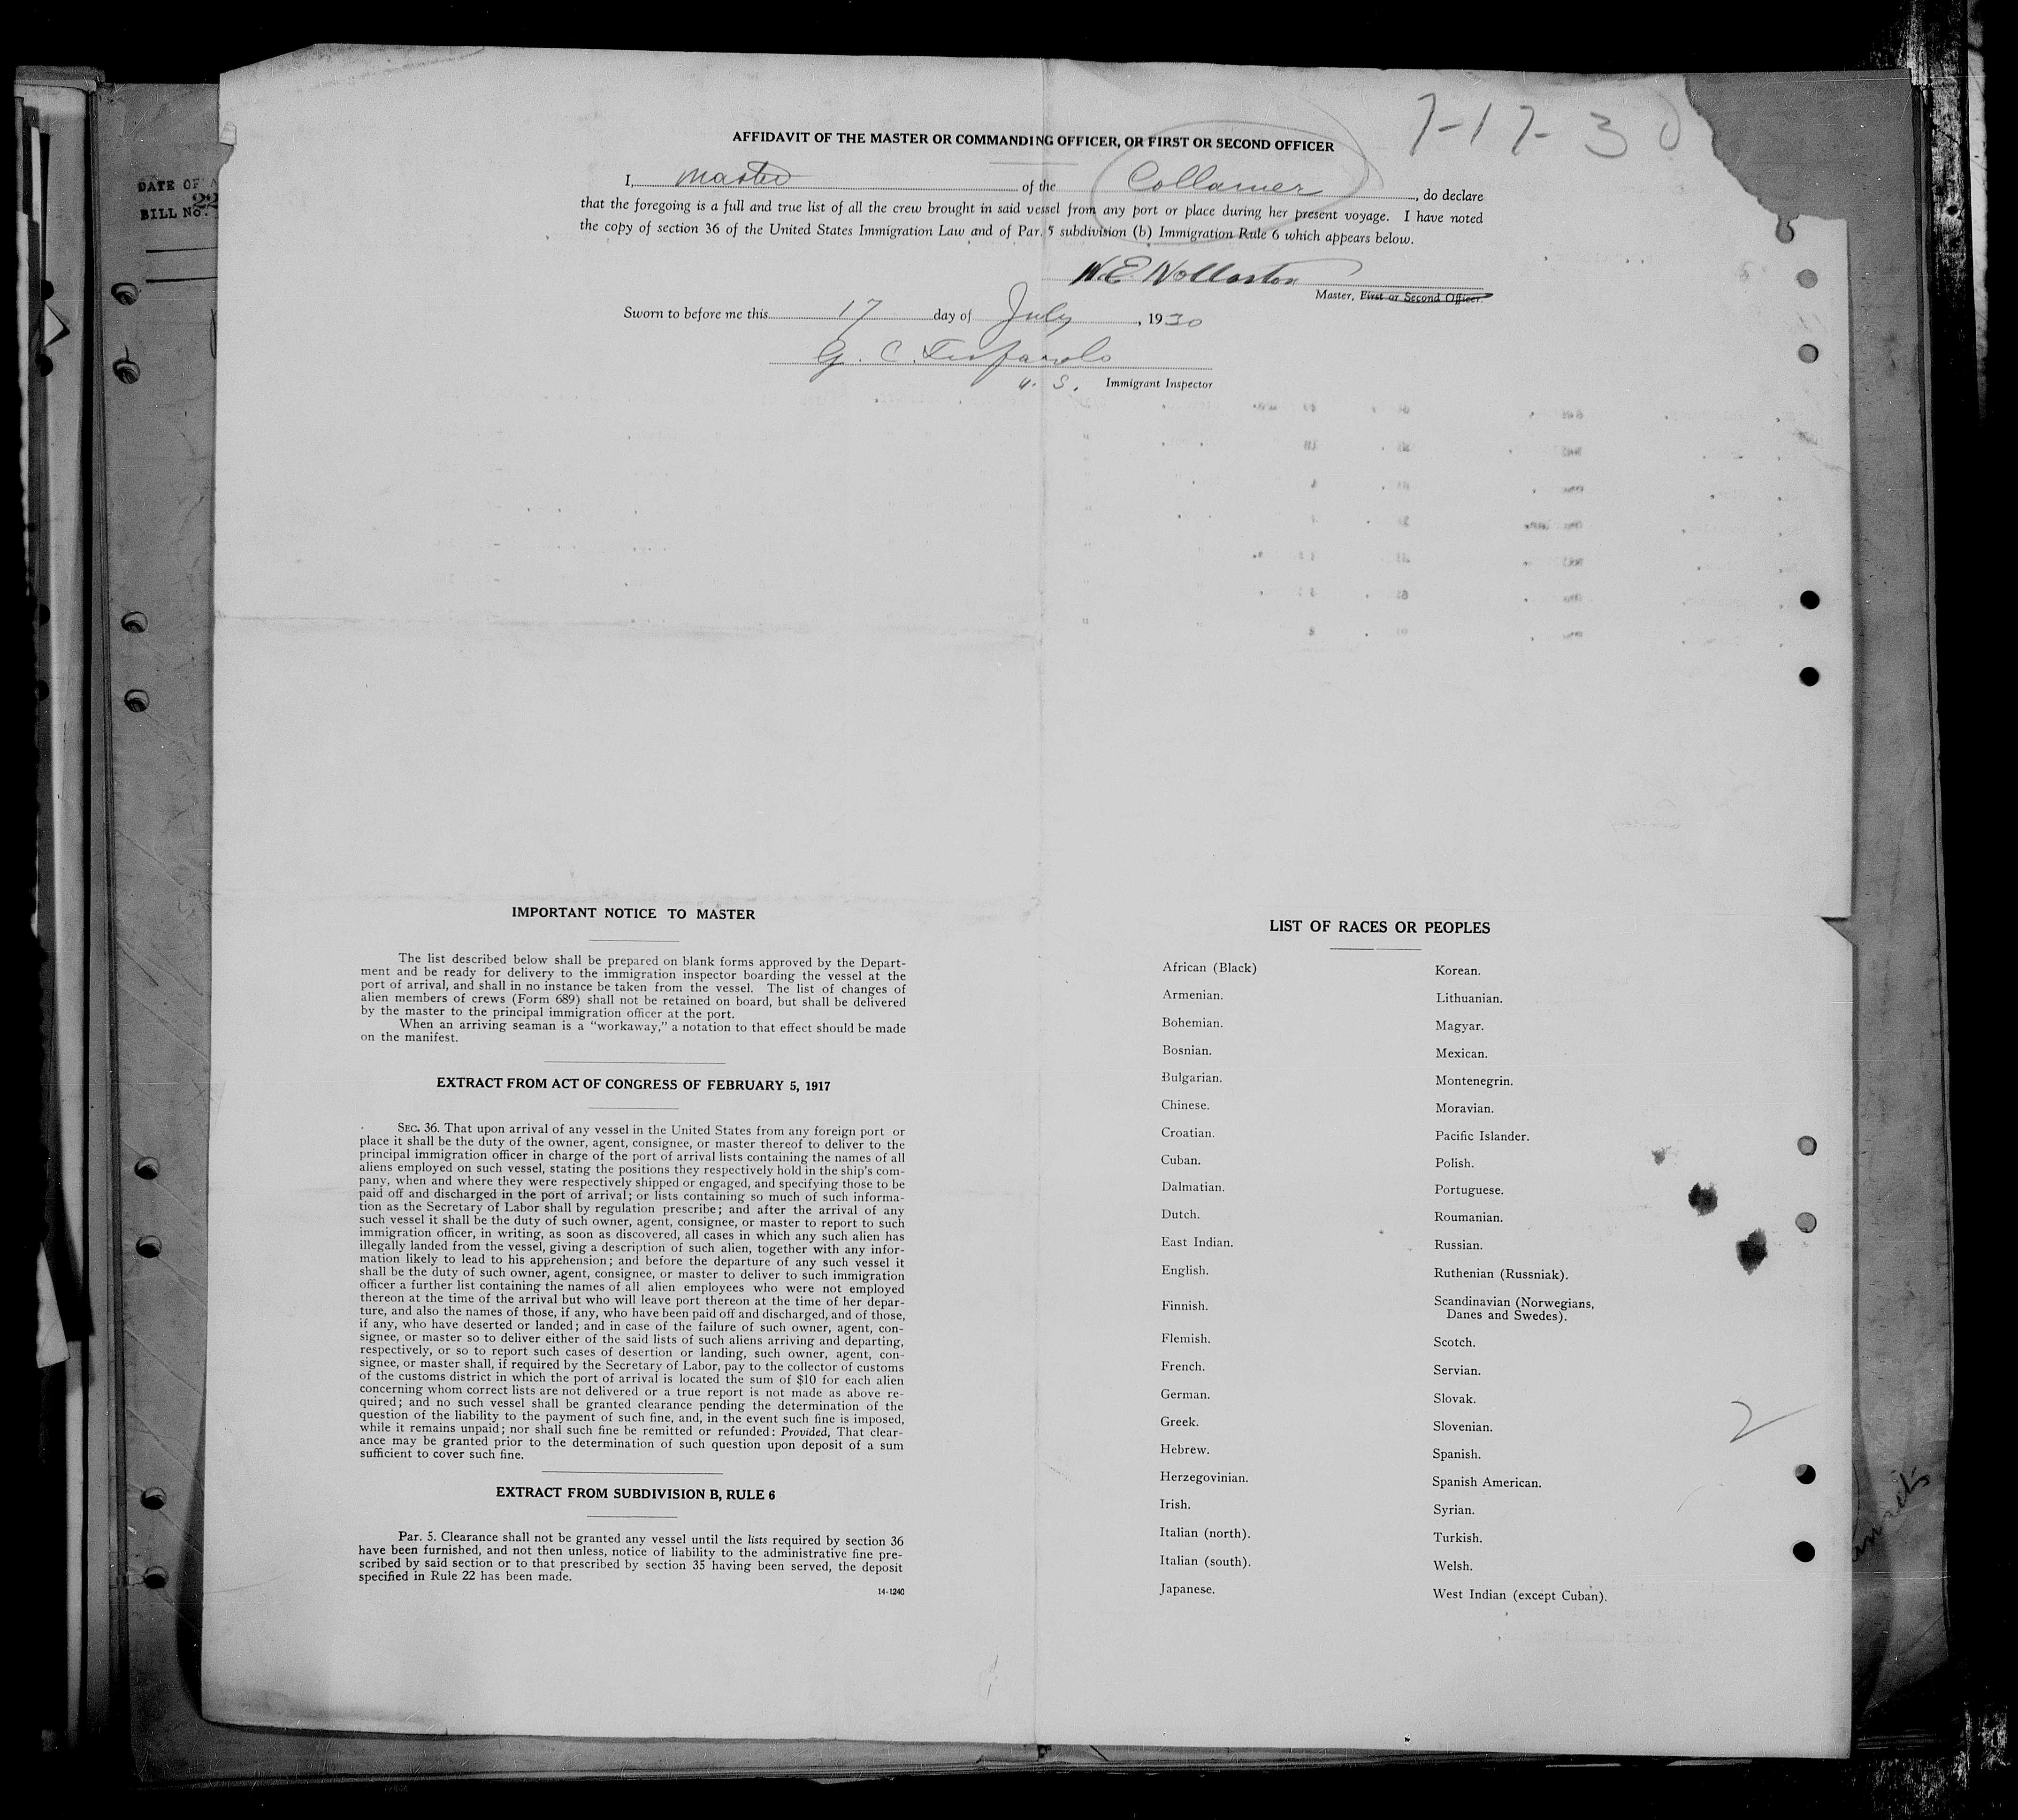 7-17-30
AFFIDAVIT OF THE MASTER OR COMMANDING OFFICER, OR FIRST OR SECOND OFFICER
I, master of the Collamer, do declare
that the foregoing is a full and true list of all the crew brought in said vessel from any port or place during her present voyage. I have noted
the copy of section 36 of the United States Immigration Law and of Par. 5 subdivision (b) Immigration Rule 6 which appears below.
W.E. Wollaston
Master, First or Second Officer.
Sworn to before me this 17 day of July, 1930
G. C.
U. S. Immigrant Inspector
DATE OF
BILL No.
IMPORTANT NOTICE TO MASTER
The list described below shall be prepared on blank forms approved by the Depart-
ment and be ready for delivery to the immigration inspector boarding the vessel at the
port of arrival, and shall in no instance be taken from the vessel. The list of changes of
alien members of crews (Form 689) shall not be retained on board, but shall be delivered
by the master to the principal immigration officer at the port.
When an arriving seaman is a "workaway," a notation to that effect should be made
on the manifest.
EXTRACT FROM ACT OF CONGRESS OF FEBRUARY 5, 1917
SEC. 36. That upon arrival of any vessel in the United States from any foreign port or
place it shall be the duty of the owner, agent, consignee, or master thereof to deliver to the
principal immigration officer in charge of the port of arrival lists containing the names of all
aliens employed on such vessel, stating the positions they respectively hold in the ship's com-
pany, when and where they were respectively shipped or engaged, and specifying those to be
paid off and discharged in the port of arrival; or lists containing so much of such informa-
tion as the Secretary of Labor shall by regulation prescribe; and after the arrival of any
such vessel it shall be the duty of such owner, agent, consignee, or master to report to such
immigration officer, in writing, as soon as discovered, all cases in which any such alien has
illegally landed from the vessel, giving a description of such alien, together with any infor-
mation likely to lead to his apprehension; and before the departure of any such vessel it
shall be the duty of such owner, agent, consignee, or master to deliver to such immigration
officer a further list containing the names of all alien employees who were not employed
thereon at the time of the arrival but who will leave port thereon at the time of her depar-
ture, and also the names of those, if any, who have been paid off and discharged, and of those,
if any, who have deserted or landed; and in case of the failure of such owner, agent, con-
signee, or master so to deliver either of the said lists of such aliens arriving and departing,
respectively, or so to report such cases of desertion or landing, such owner, agent, con-
signee, or master shall, if required by the Secretary of Labor, pay to the collector of customs
of the customs district in which the port of arrival is located the sum of $10 for each alien
concerning whom correct lists are not delivered or a true report is not made as above re-
quired; and no such vessel shall be granted clearance pending the determination of the
question of the liability to the payment of such fine, and, in the event such fine is imposed,
while it remains unpaid; nor shall such fine be remitted or refunded: Provided, That clear-
ance may be granted prior to the determination of such question upon deposit of a sum
sufficient to cover such fine.
EXTRACT FROM SUBDIVISION B, RULE 6
Par. 5. Clearance shall not be granted any vessel until the lists required by section 36
have been furnished, and not then unless, notice of liability to the administrative fine pre-
scribed by said section or to that prescribed by section 35 having been served, the deposit
specified in Rule 22 has been made.
14-1240
LIST OF RACES OR PEOPLES
African (Black)
Armenian.
Bohemian.
Bosnian.
Bulgarian.
Chinese.
Croatian.
Cuban.
Dalmatian.
Dutch.
East Indian.
English.
Finnish.
Flemish.
French.
German.
Greek.
Hebrew.
Herzegovinian.
Irish.
Italian (north).
Italian (south).
Japanese.
Korean.
Lithuanian.
Magyar.
Mexican.
Montenegrin.
Moravian.
Pacific Islander.
Polish.
Portuguese.
Roumanian.
Russian.
Ruthenian (Russniak).
Scandinavian (Norwegians,
Danes and Swedes).
Scotch.
Servian.
Slovak.
Slovenian.
Spanish.
Spanish American.
Syrian.
Turkish.
Welsh.
West Indian (except Cuban).
2